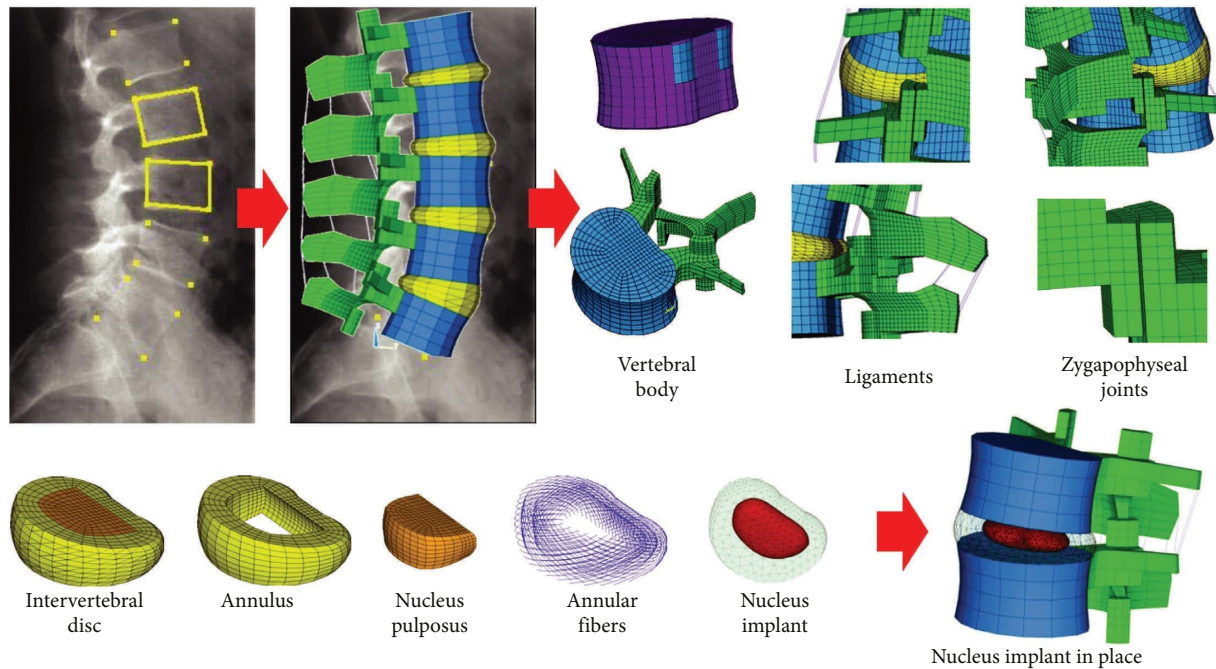 Vertebral
body
Ligaments
Zygapophyseal
joints
Intervertebral
disc
Annulus
Nucleus
pulposus
Annular
fibers
Nucleus
implant
Nucleus implant in place